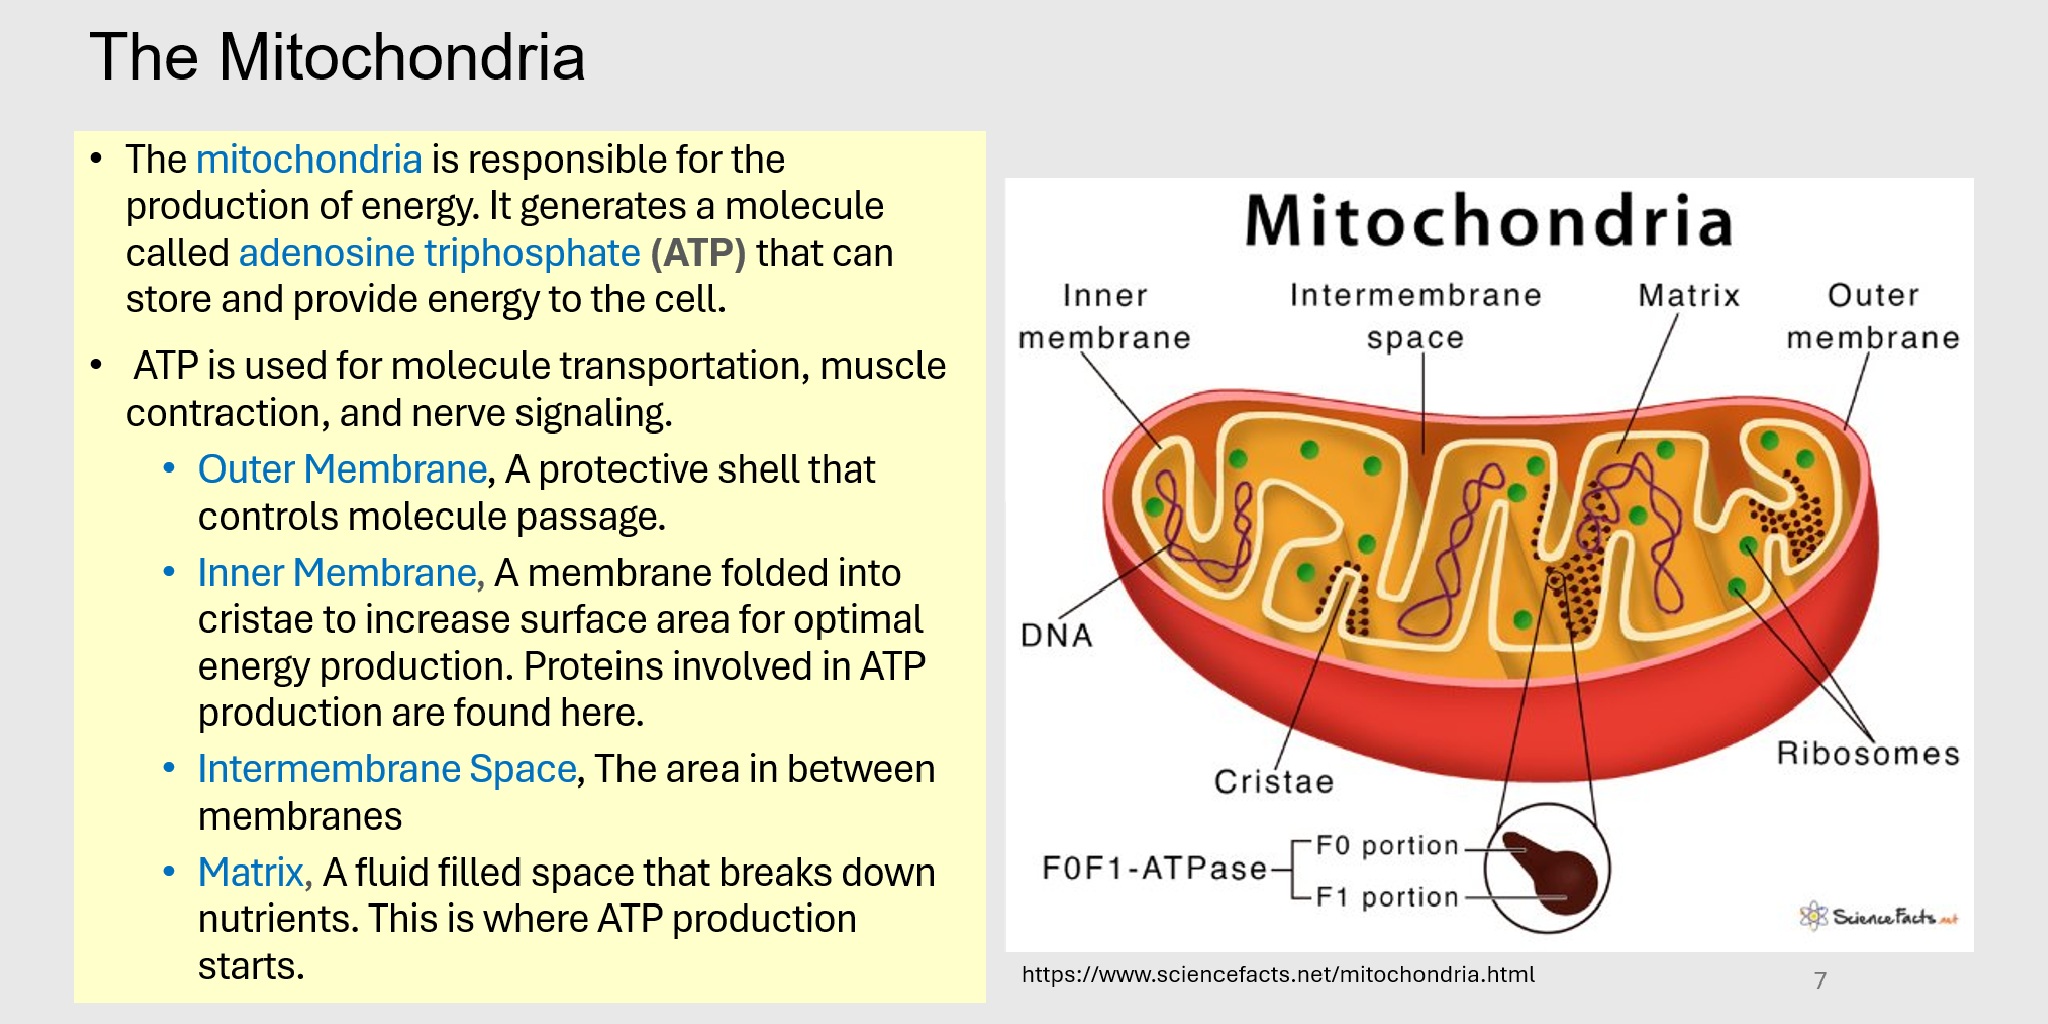 The Mitochondria
• The mitochondria is responsible for the
production of energy. It generates a molecule
called adenosine triphosphate (ATP) that can
store and provide energy to the cell.
• ATP is used for molecule transportation, muscle
contraction, and nerve signaling.
• Outer Membrane, A protective shell that
controls molecule passage.
• Inner Membrane, A membrane folded into
cristae to increase surface area for optimal
energy production. Proteins involved in ATP
production are found here.
• Intermembrane Space, The area in between
membranes
• Matrix, A fluid filled space that breaks down
nutrients. This is where ATP production
starts.
Mitochondria
Inner
membrane
Intermembrane
space
Matrix
Outer
membrane
DNA
Cristae
Ribosomes
F0F1-ATPase
F0 portion
F1 portion
ScienceFacts.net
https://www.sciencefacts.net/mitochondria.html
7